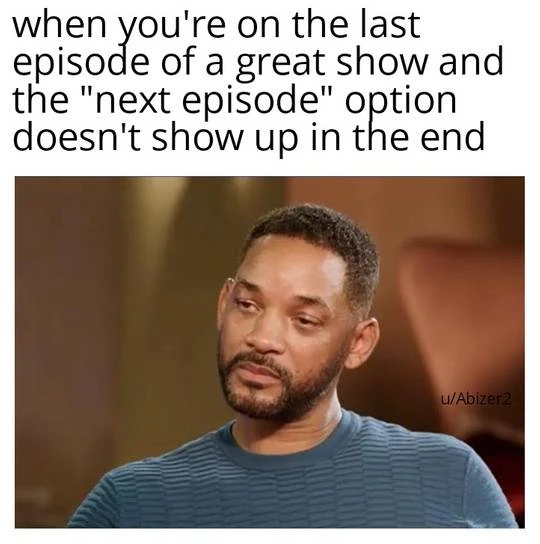 when you're on the last
episode of a great show and
the "next episode" option
doesn't show up in the end
u/Abizer2